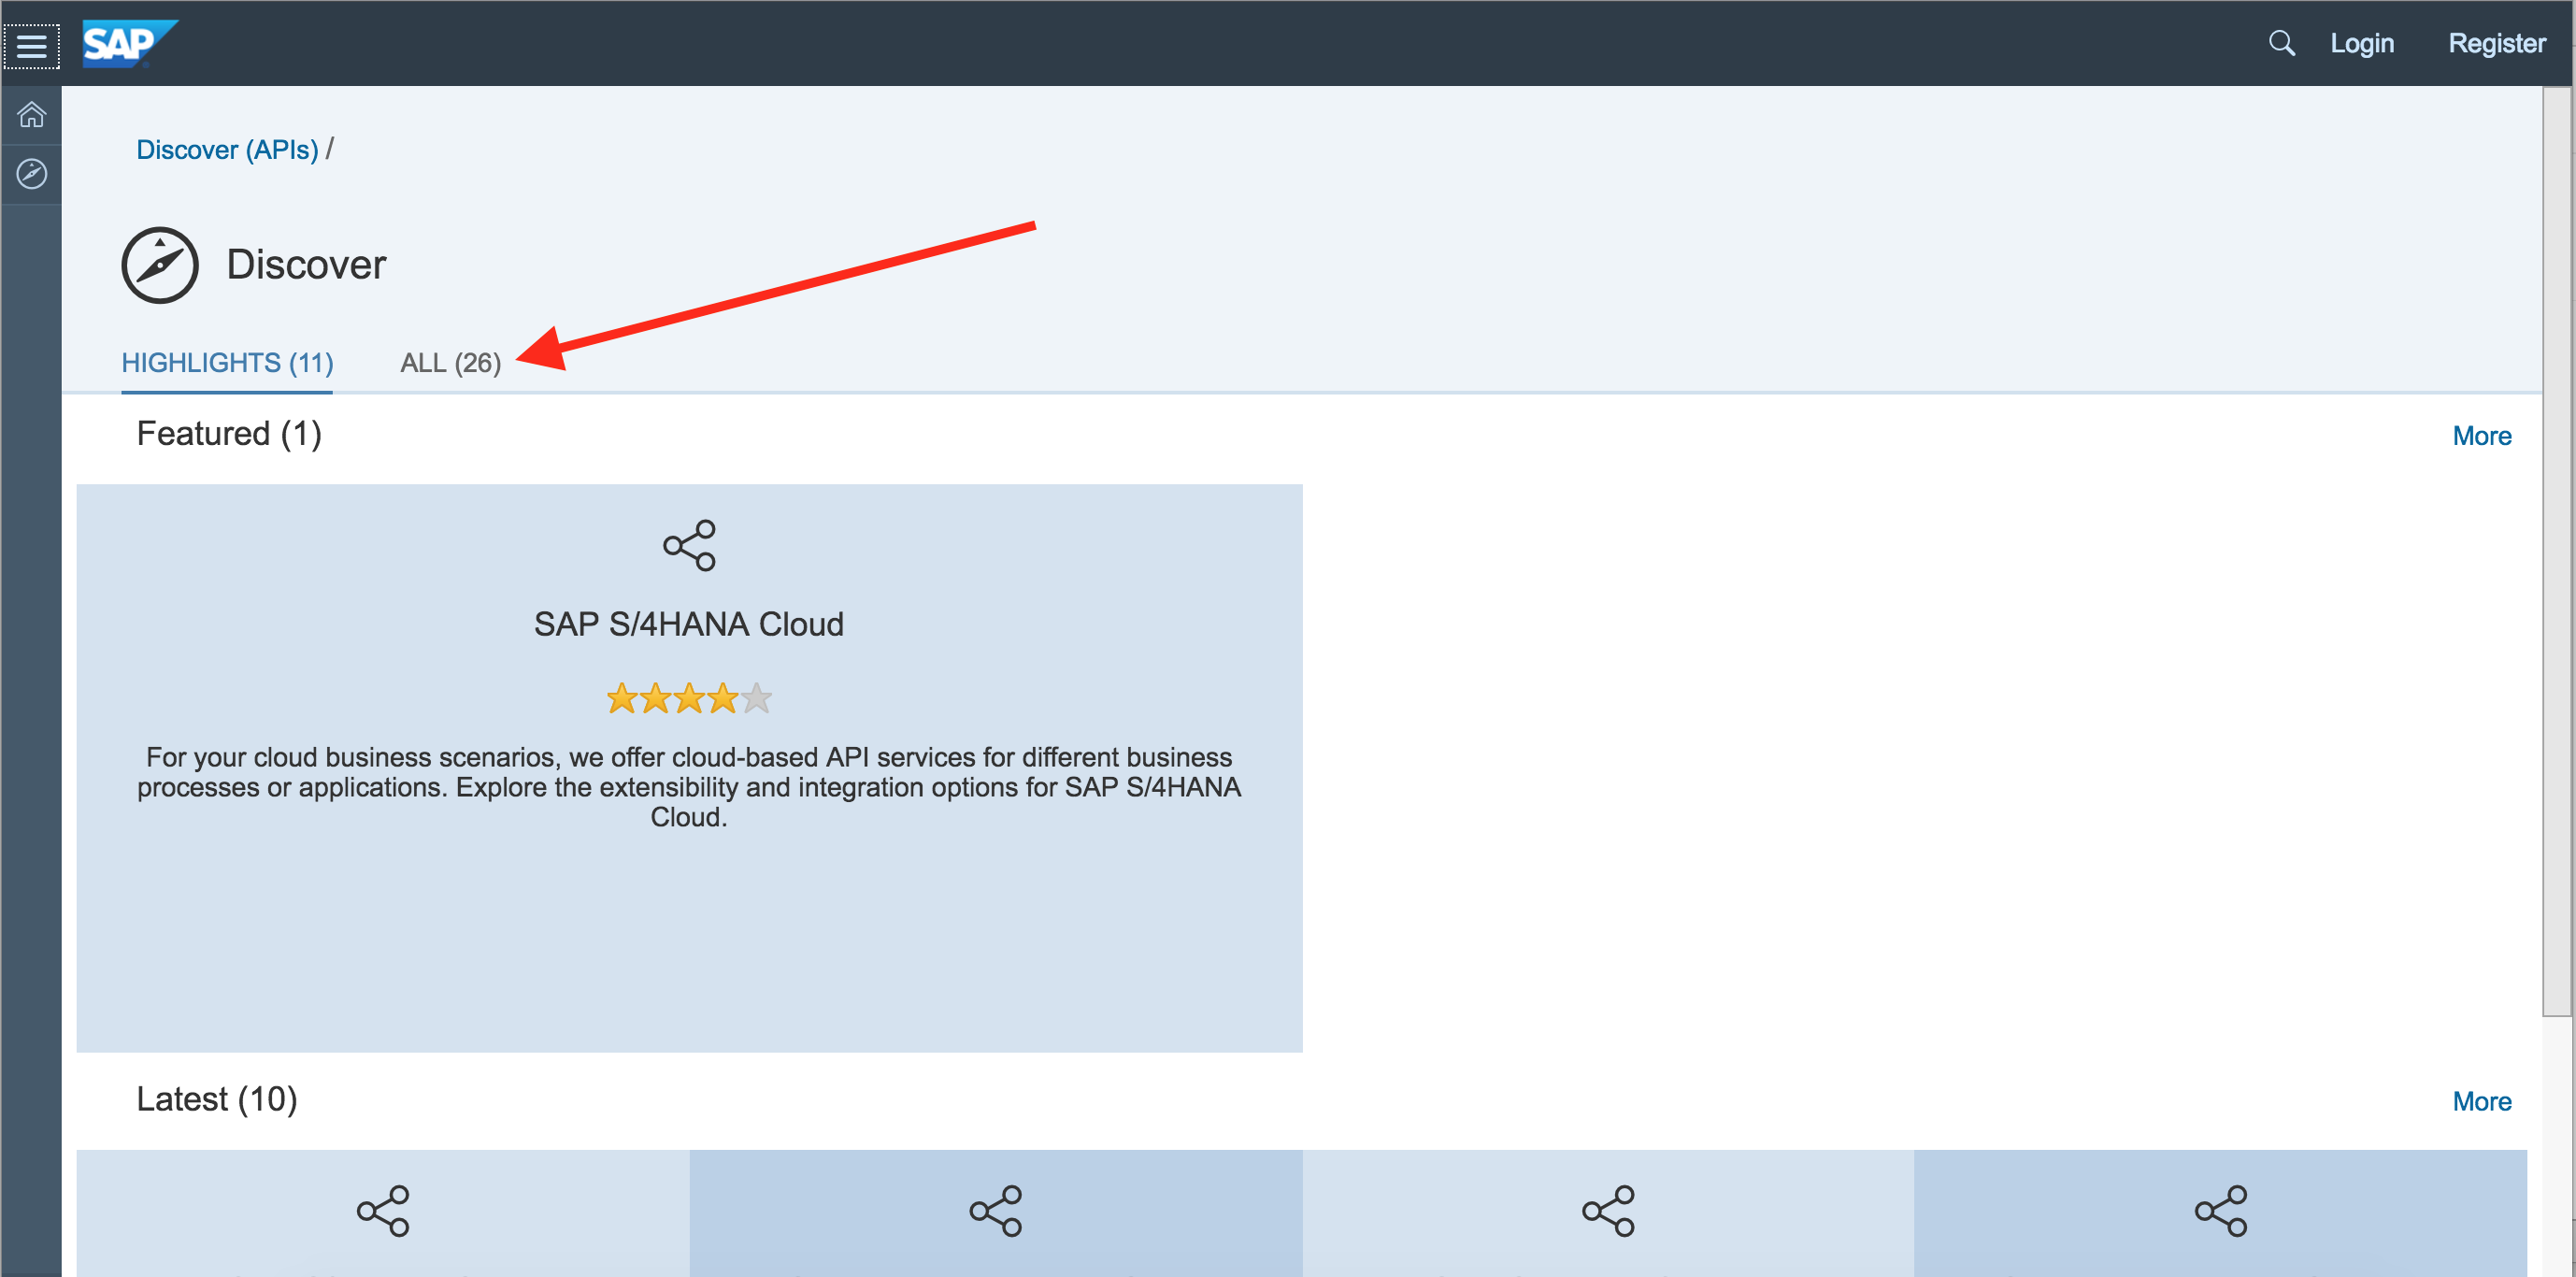 SAP
Login
Register
Discover (APIs) /
Discover
HIGHLIGHTS (11)
ALL (26)
Featured (1)
More
SAP S/4HANA Cloud
For your cloud business scenarios, we offer cloud-based API services for different business
processes or applications. Explore the extensibility and integration options for SAP S/4HANA
Cloud.
Latest (10)
More